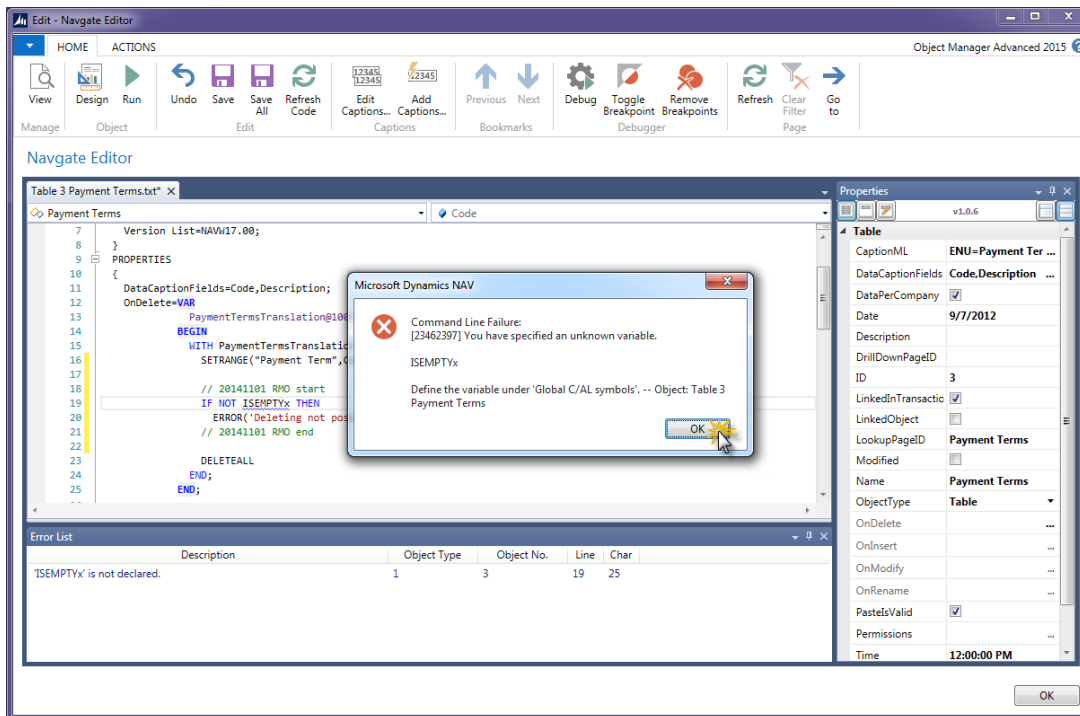 Edit - Navgate Editor
HOME ACTIONS Object Manager Advanced 2015
View Design Run Undo Save Save All Refresh Code Edit Captions... Add Captions... Previous Next Debug Toggle Breakpoint Remove Breakpoints Refresh Clear Filter Go to
Manage Object Edit Captions Bookmarks Debugger Page
Navgate Editor
Table 3 Payment Terms.txt*
Payment Terms Code
7 Version List=NAVW17.00;
8 }
9 PROPERTIES
10 {
11 DataCaptionFields=Code,Description;
12 OnDelete=VAR
13 PaymentTermsTranslation@100
14 BEGIN
15 WITH PaymentTermsTranslatio
16 SETRANGE("Payment Term",C
17
18 // 20141101 RMO start
19 IF NOT ISEMPTYx THEN
20 ERROR('Deleting not pos
21 // 20141101 RMO end
22
23 DELETEALL
24 END;
25 END;
Microsoft Dynamics NAV
Command Line Failure:
[23462397] You have specified an unknown variable.
ISEMPTYx
Define the variable under 'Global C/AL symbols'. -- Object: Table 3
Payment Terms
OK
Properties
v1.0.6
Table
CaptionML ENU=Payment Ter ...
DataCaptionFields Code,Description ...
DataPerCompany
Date 9/7/2012
Description
DrillDownPageID
ID 3
LinkedInTransactio
LinkedObject
LookupPageID Payment Terms
Modified
Name Payment Terms
ObjectType Table
OnDelete ...
OnInsert ...
OnModify ...
OnRename ...
PasteIsValid
Permissions ...
Time 12:00:00 PM
Error List
Description Object Type Object No. Line Char
'ISEMPTYx' is not declared. 1 3 19 25
OK